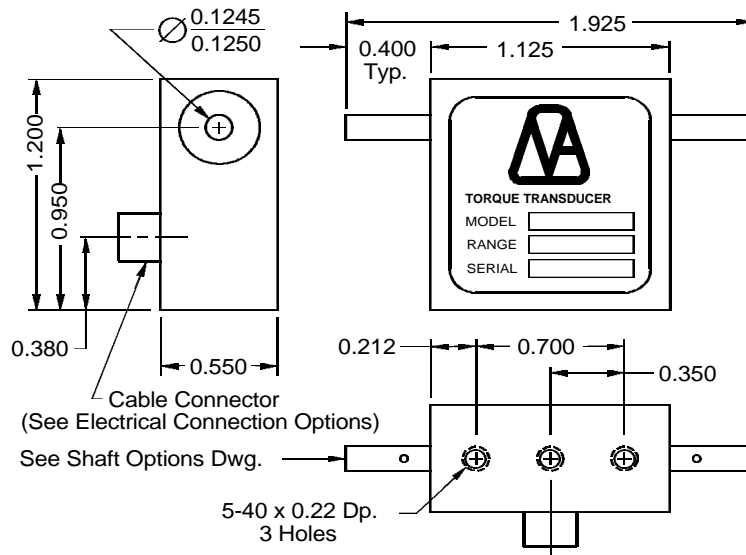 Ø 0.1245
0.1250
1.925
0.400
Typ.
1.125
1.200
0.950
0.380
0.550
TORQUE TRANSDUCER
MODEL
RANGE
SERIAL
0.212
0.700
0.350
Cable Connector
(See Electrical Connection Options)
See Shaft Options Dwg.
5-40 x 0.22 Dp.
3 Holes